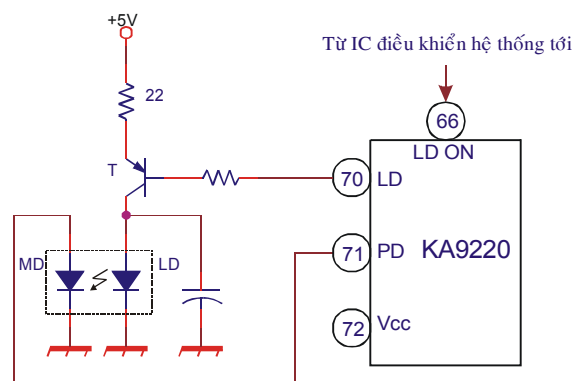 +5V
Từ IC điều khiển hệ thống tới
22
66
LD ON
T
70
LD
71
PD
KA9220
MD
LD
72
Vcc